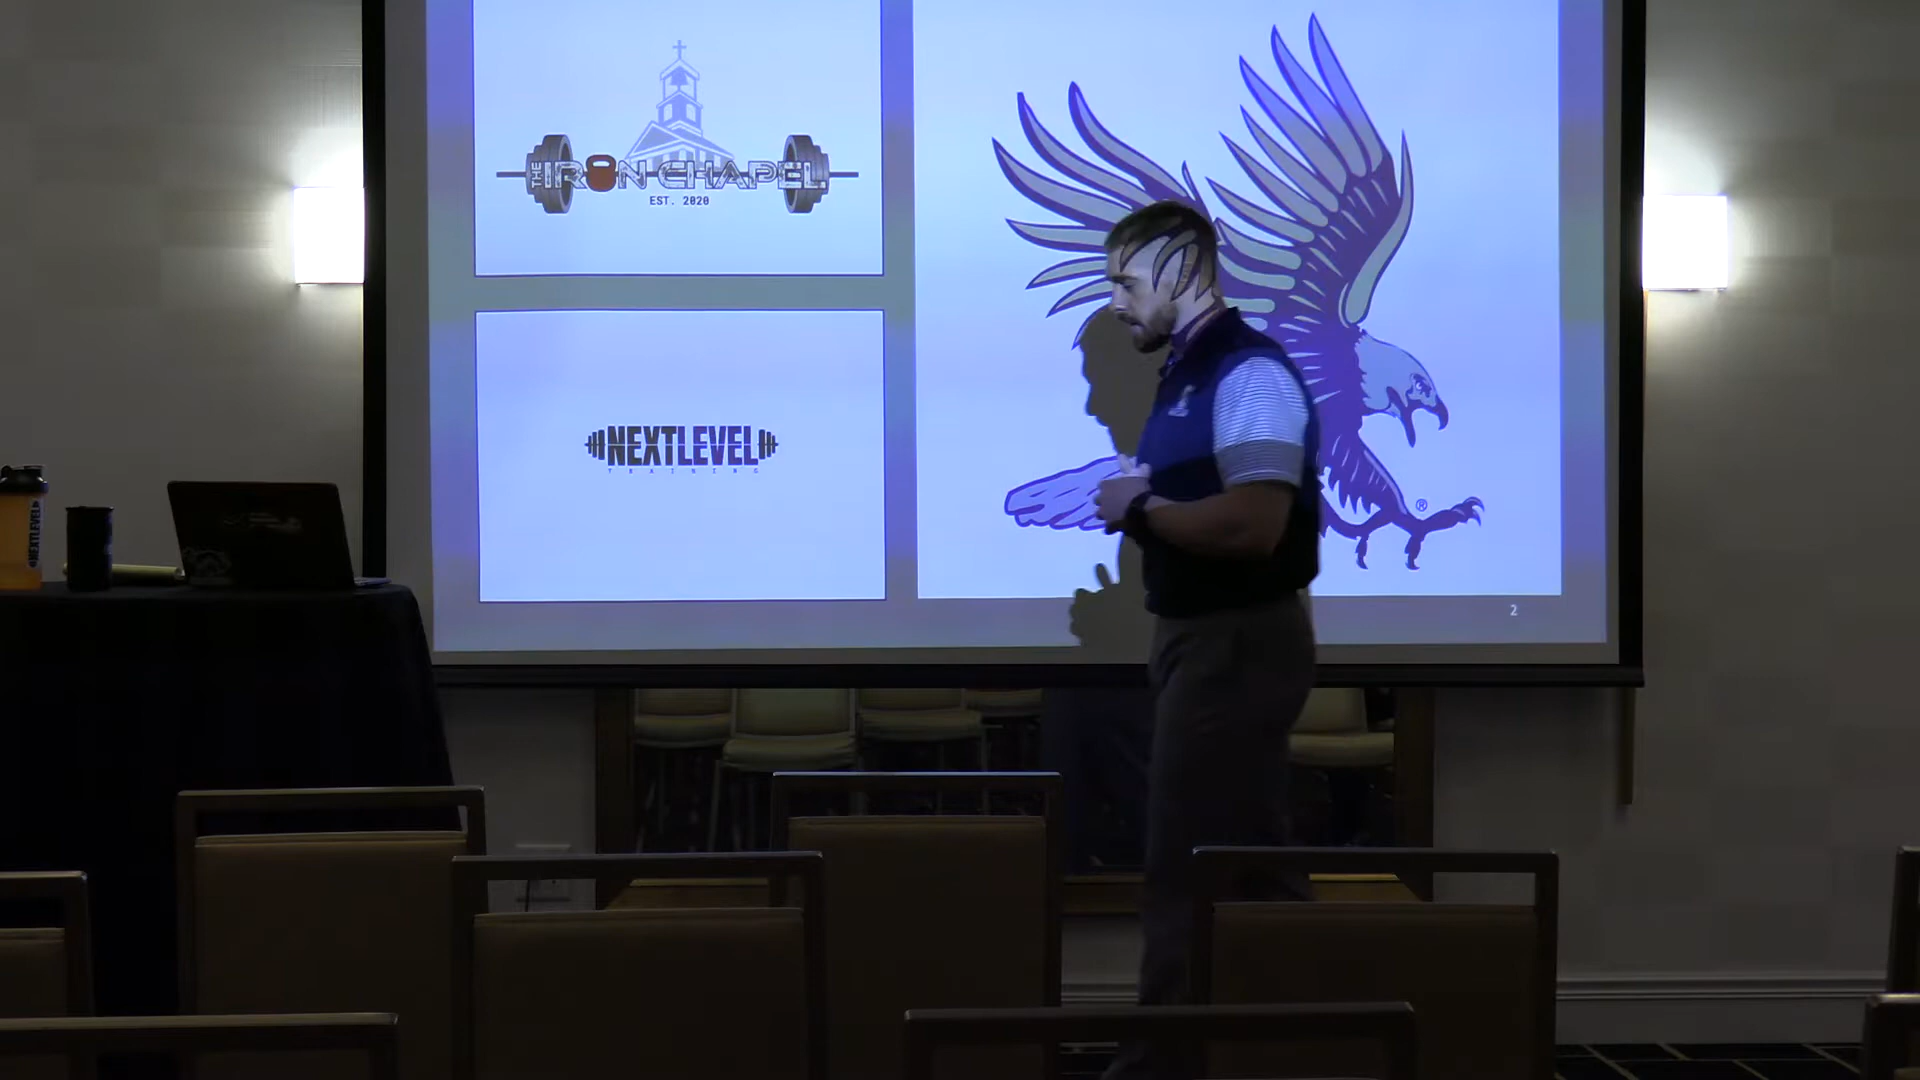 THE IRON CHAPEL
EST. 2020
NEXTLEVEL
TRAINING
®
2
NEXTLEVEL